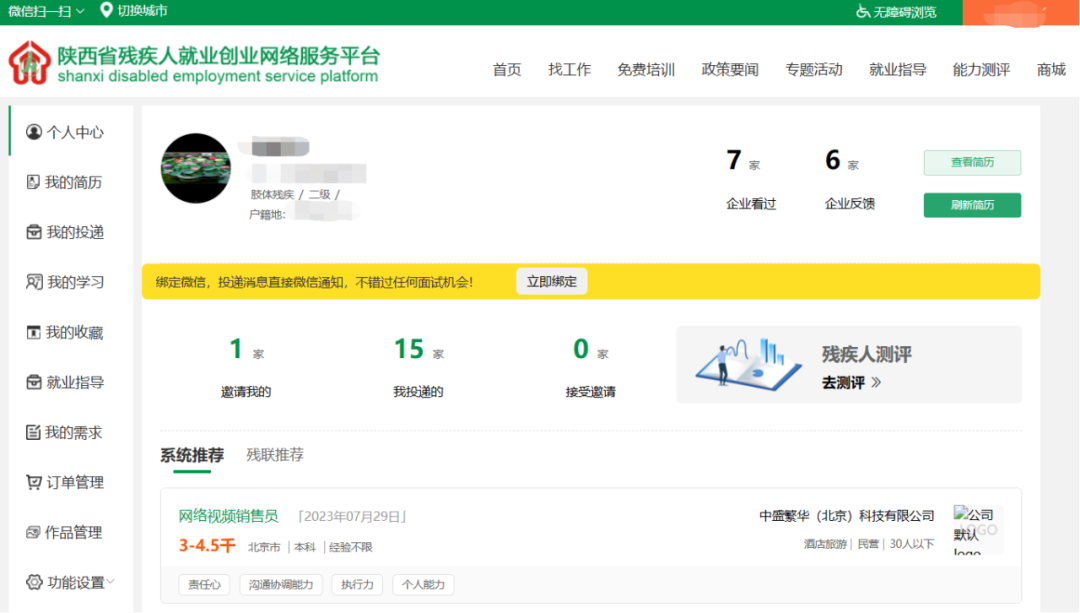 微信扫一扫 切换城市 无障碍浏览
陕西省残疾人就业创业网络服务平台
shanxi disabled employment service platform
首页 找工作 免费培训 政策要闻 专题活动 就业指导 能力测评 商城
个人中心
我的简历
我的投递
我的学习
我的收藏
就业指导
我的需求
订单管理
作品管理
功能设置
肢体残疾 / 二级 /
户籍地:
7 家
企业看过
6 家
企业反馈
查看简历
刷新简历
绑定微信，投递消息直接微信通知，不错过任何面试机会！ 立即绑定
1 家
邀请我的
15 家
我投递的
0 家
接受邀请
残疾人测评
去测评 »
系统推荐 残联推荐
网络视频销售员 「2023年07月29日」
3-4.5千 北京市 | 本科 | 经验不限
中盛繁华（北京）科技有限公司
酒店旅游 | 民营 | 30人以下
公司
默认
logo
LOGO
责任心 沟通协调能力 执行力 个人能力